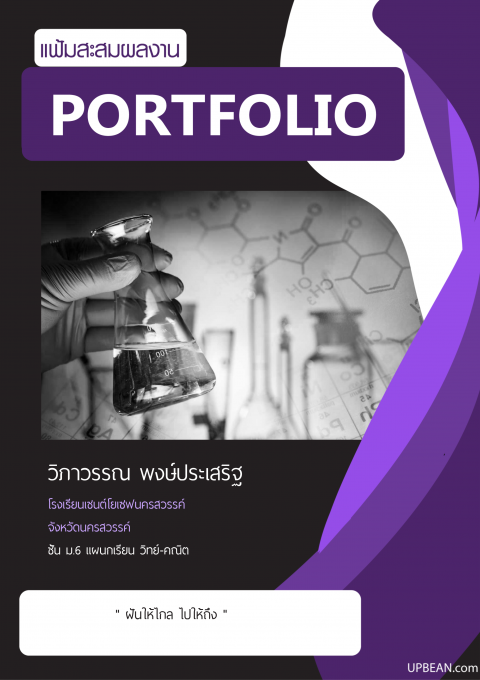 แฟ้มสะสมผลงาน
PORTFOLIO
วิภาวรรณ พงษ์ประเสริฐ
โรงเรียนเซนต์โยเซฟนครสวรรค์
จังหวัดนครสวรรค์
ชั้น ม.6 แผนกเรียน วิทย์-คณิต
" ฝันให้ไกล ไปให้ถึง "
UPBEAN.com